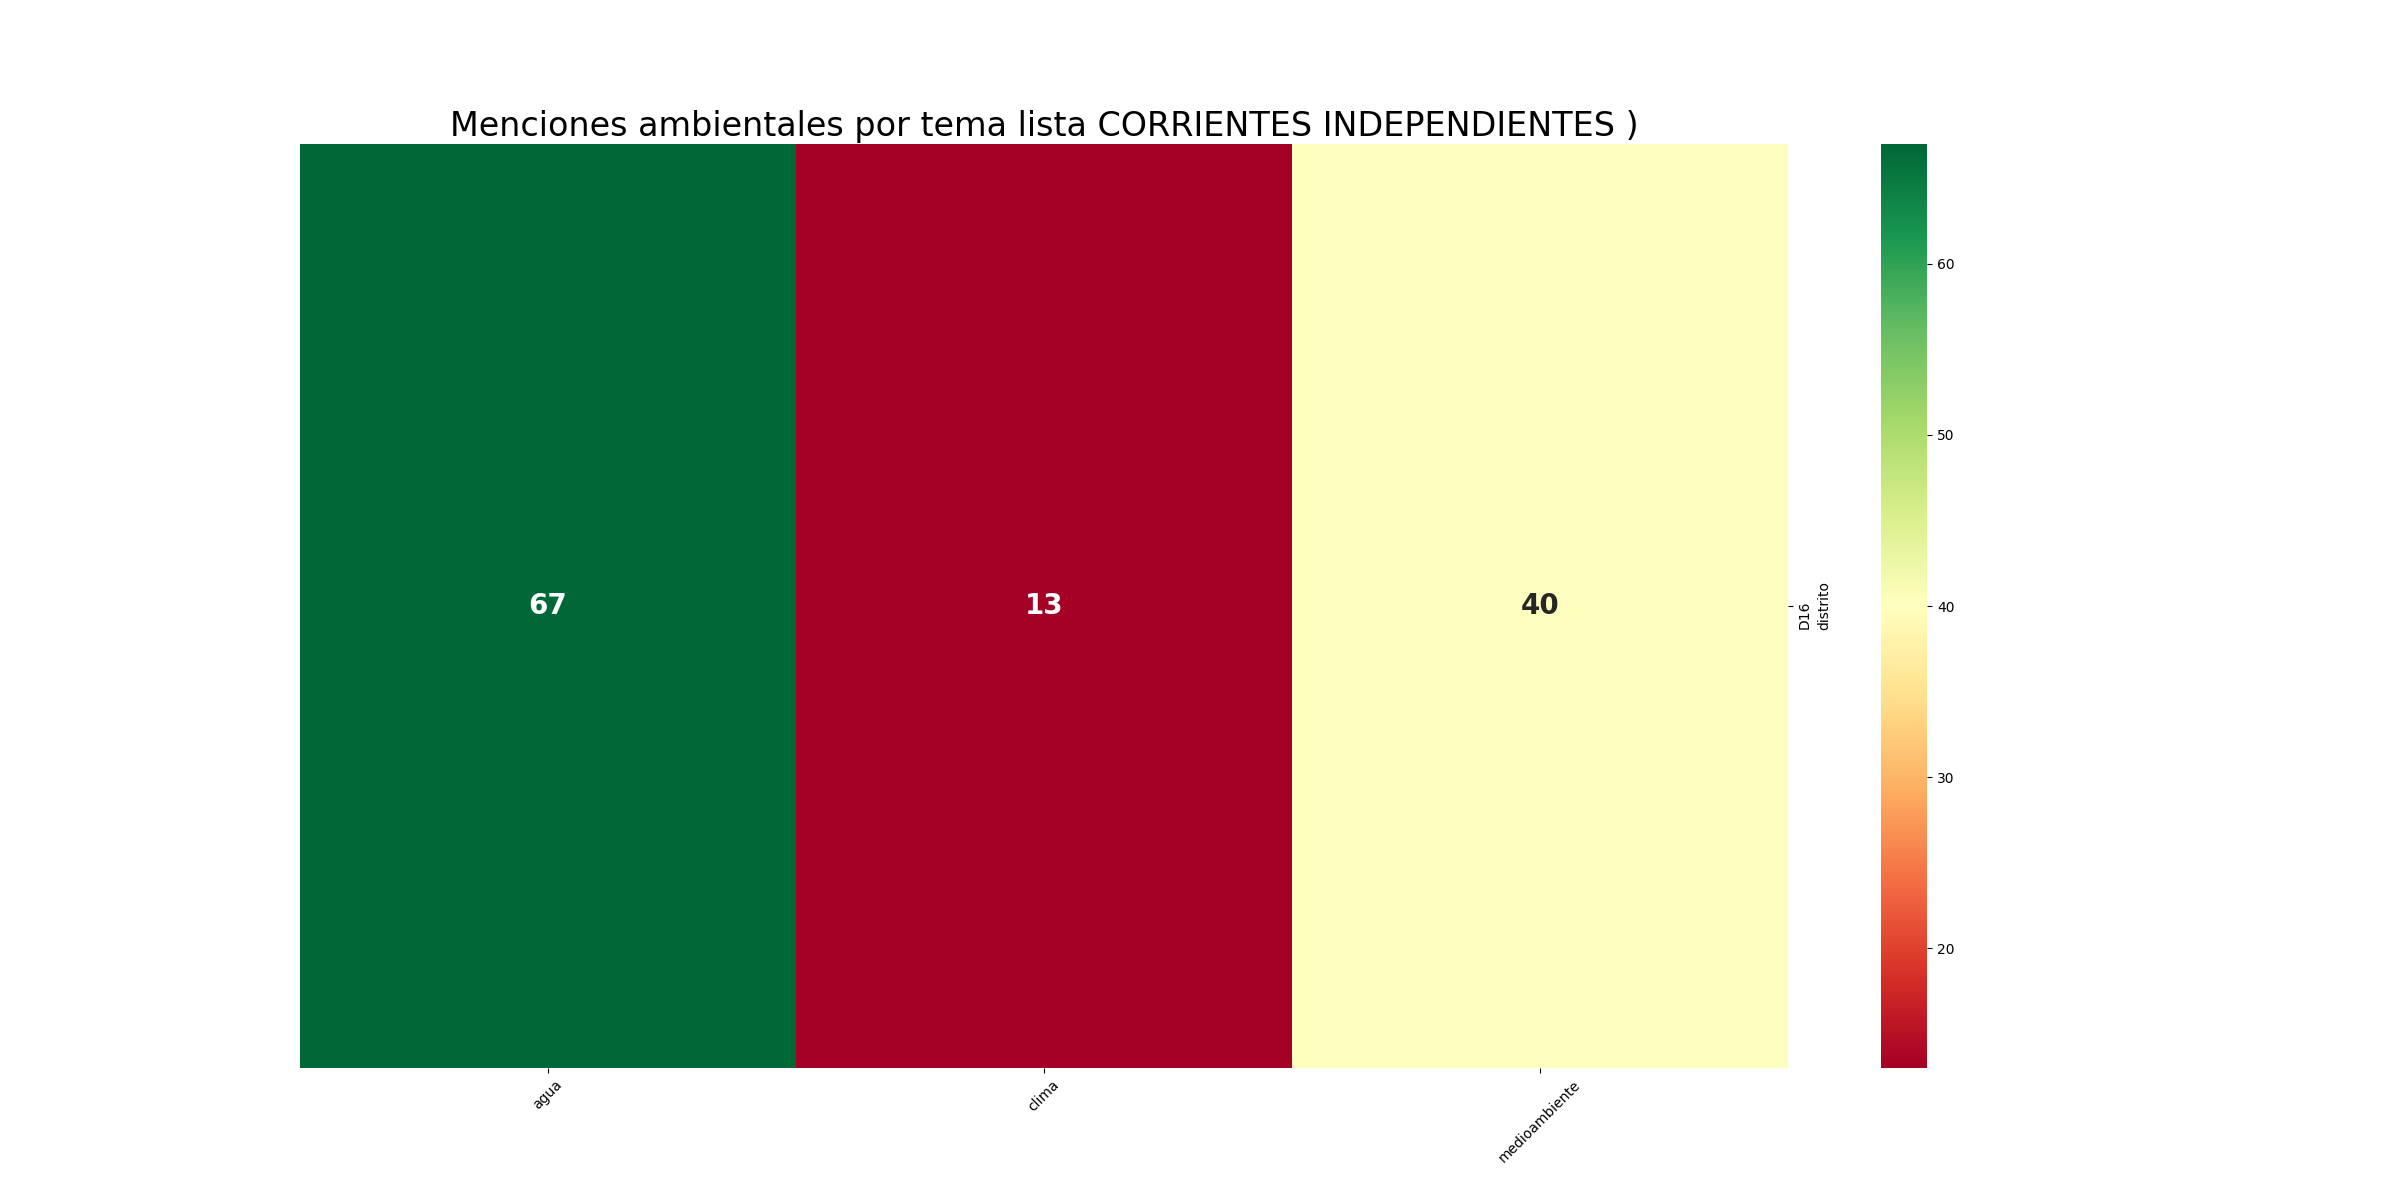 Menciones ambientales por tema lista CORRIENTES INDEPENDIENTES )
67
13
40
D16
distrito
60
50
40
30
20
agua
clima
medioambiente